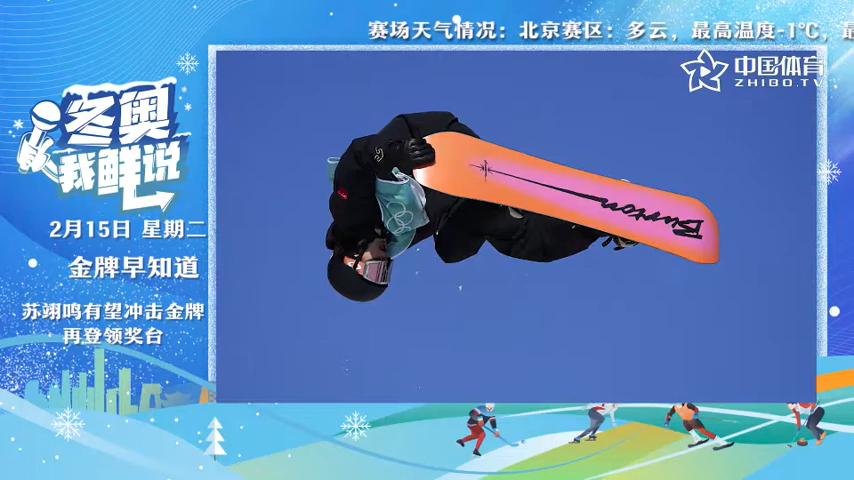 赛场天气情况：北京赛区：多云，最高温度-1℃，最
中国体育
ZHIBO.TV
冬奥
我鲜说
2月15日 星期二
金牌早知道
苏翊鸣有望冲击金牌
再登领奖台
Burton